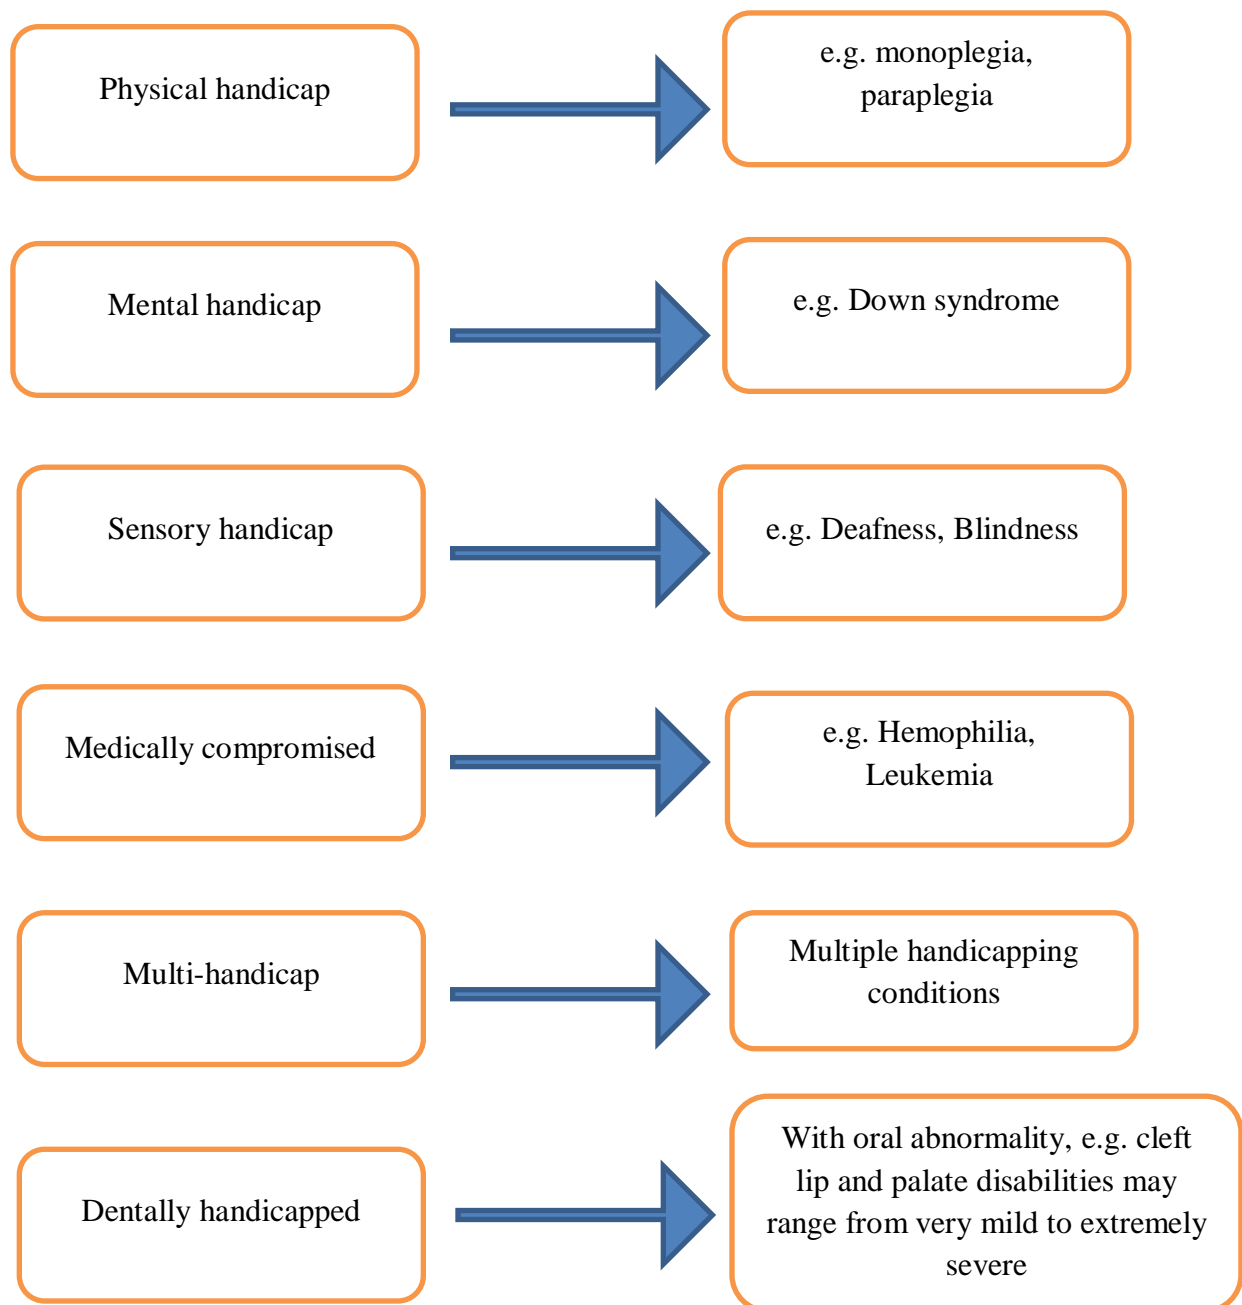 Physical handicap
e.g. monoplegia,
paraplegia
Mental handicap
e.g. Down syndrome
Sensory handicap
e.g. Deafness, Blindness
Medically compromised
e.g. Hemophilia,
Leukemia
Multi-handicap
Multiple handicapping
conditions
Dentally handicapped
With oral abnormality, e.g. cleft
lip and palate disabilities may
range from very mild to extremely
severe